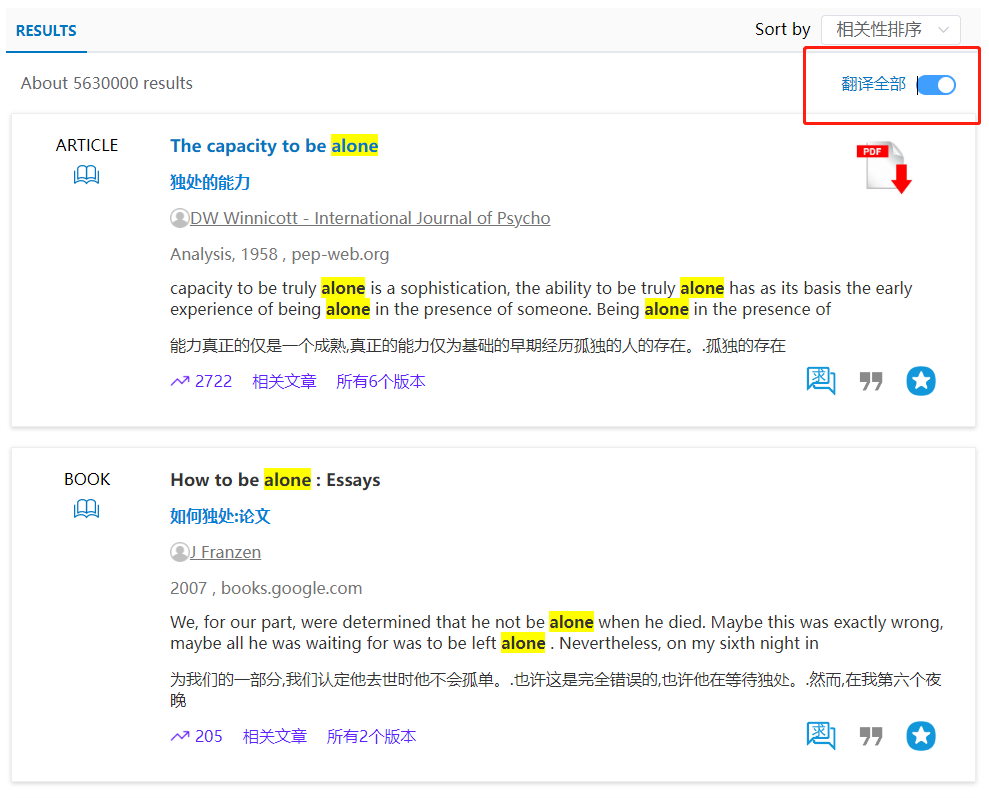 RESULTS
Sort by 相关性排序
About 5630000 results
翻译全部
ARTICLE
The capacity to be alone
PDF
独处的能力
DW Winnicott - International Journal of Psycho
Analysis, 1958 , pep-web.org
capacity to be truly alone is a sophistication, the ability to be truly alone has as its basis the early
experience of being alone in the presence of someone. Being alone in the presence of
能力真正的仅是一个成熟,真正的能力仅为基础的早期经历孤独的人的存在。.孤独的存在
2722 相关文章 所有6个版本
求
BOOK
How to be alone : Essays
如何独处:论文
J Franzen
2007 , books.google.com
We, for our part, were determined that he not be alone when he died. Maybe this was exactly wrong,
maybe all he was waiting for was to be left alone . Nevertheless, on my sixth night in
为我们的一部分,我们认定他去世时他不会孤单。.也许这是完全错误的,也许他在等待独处。.然而,在我第六个夜
晚
205 相关文章 所有2个版本
求